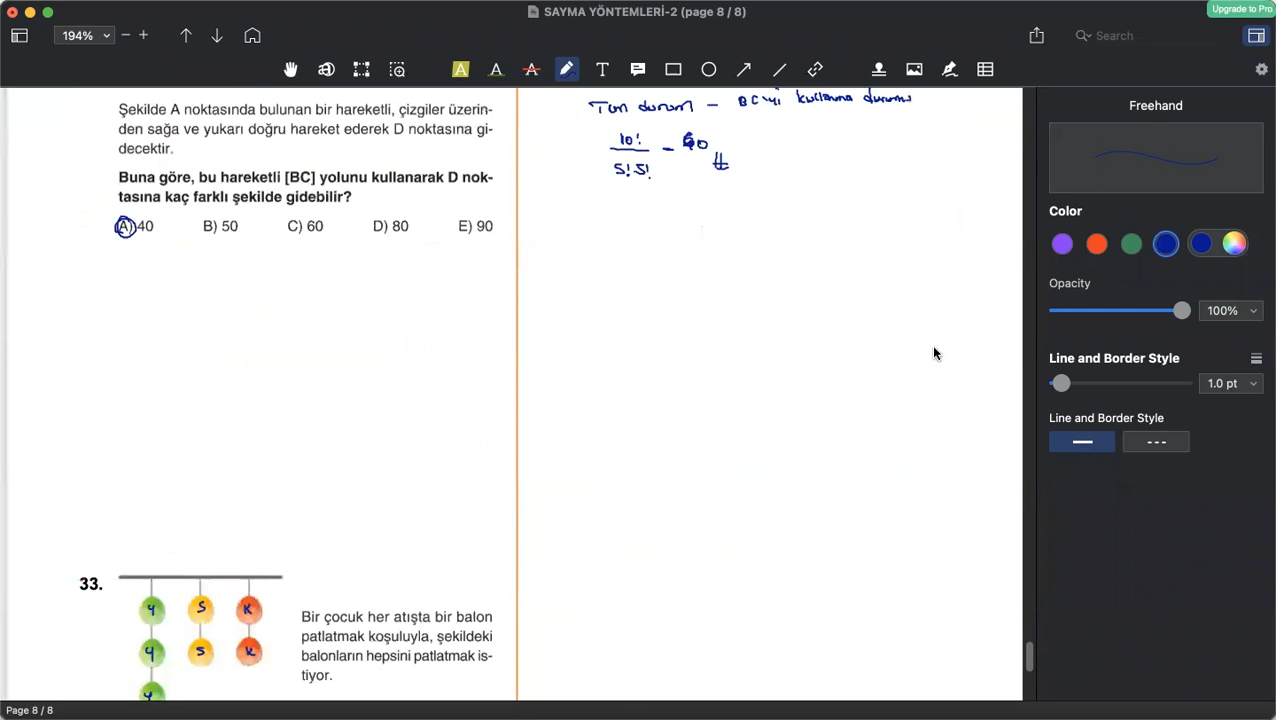 SAYMA YÖNTEMLERİ-2 (page 8 / 8)
Upgrade to Pro
194%
Search
A
A
A
T
Şekilde A noktasında bulunan bir hareketli, çizgiler üzerin-
den sağa ve yukarı doğru hareket ederek D noktasına gi-
decektir.
Buna göre, bu hareketli [BC] yolunu kullanarak D nok-
tasına kaç farklı şekilde gidebilir?
A) 40 B) 50 C) 60 D) 80 E) 90
33.
Y S K
Y S K
Y
Bir çocuk her atışta bir balon
patlatmak koşuluyla, şekildeki
balonların hepsini patlatmak is-
tiyor.
Tüm durum - BC yi kullanma durumu
10!
5!.5!
-
Freehand
Color
Opacity
100%
Line and Border Style
1.0 pt
Line and Border Style
Page 8 / 8